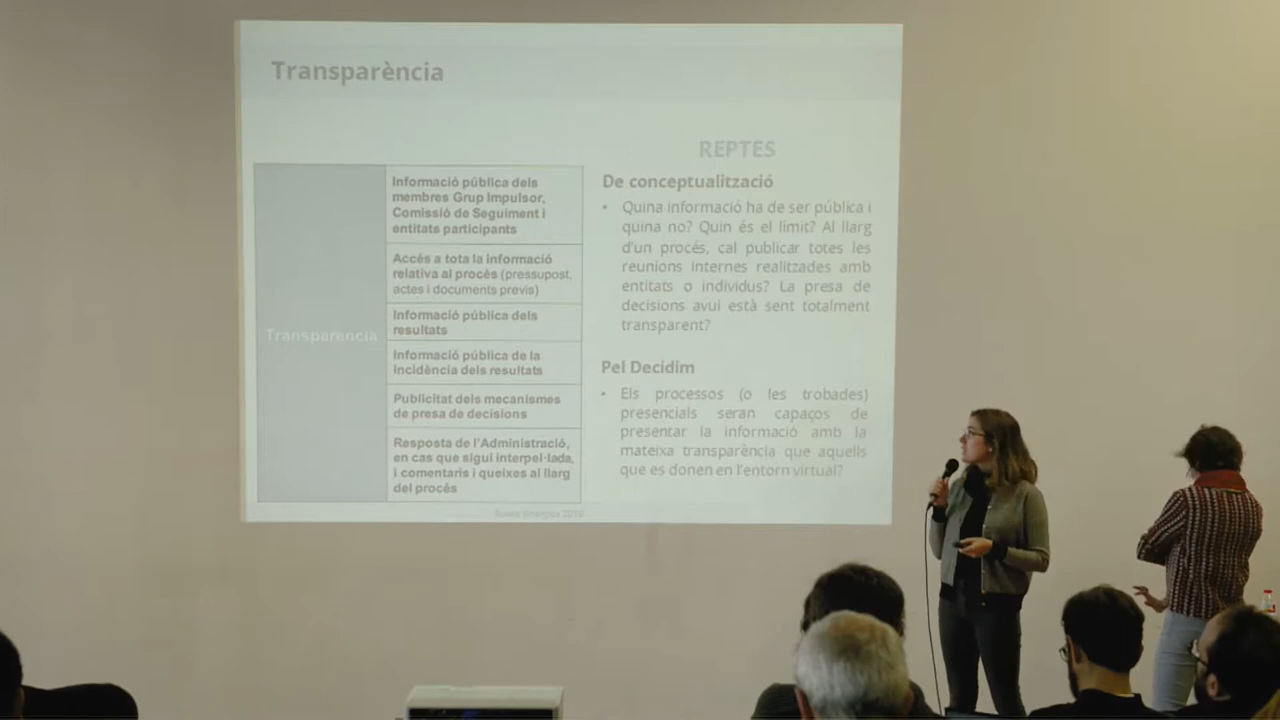 Transparència
Transparencia
Informació pública dels
membres Grup Impulsor,
Comissió de Seguiment i
entitats participants
Accés a tota la informació
relativa al procés (pressupost,
actes i documents previs)
Informació pública dels
resultats
Informació pública de la
incidència dels resultats
Publicitat dels mecanismes
de presa de decisions
Resposta de l'Administració,
en cas que sigui interpel·lada,
i comentaris i queixes al llarg
del procés
REPTES
De conceptualització
• Quina informació ha de ser pública i
quina no? Quin és el límit? Al llarg
d'un procés, cal publicar totes les
reunions internes realitzades amb
entitats o individus? La presa de
decisions avui està sent totalment
transparent?
Pel Decidim
• Els processos (o les trobades)
presencials seran capaços de
presentar la informació amb la
mateixa transparència que aquells
que es donen en l'entorn virtual?